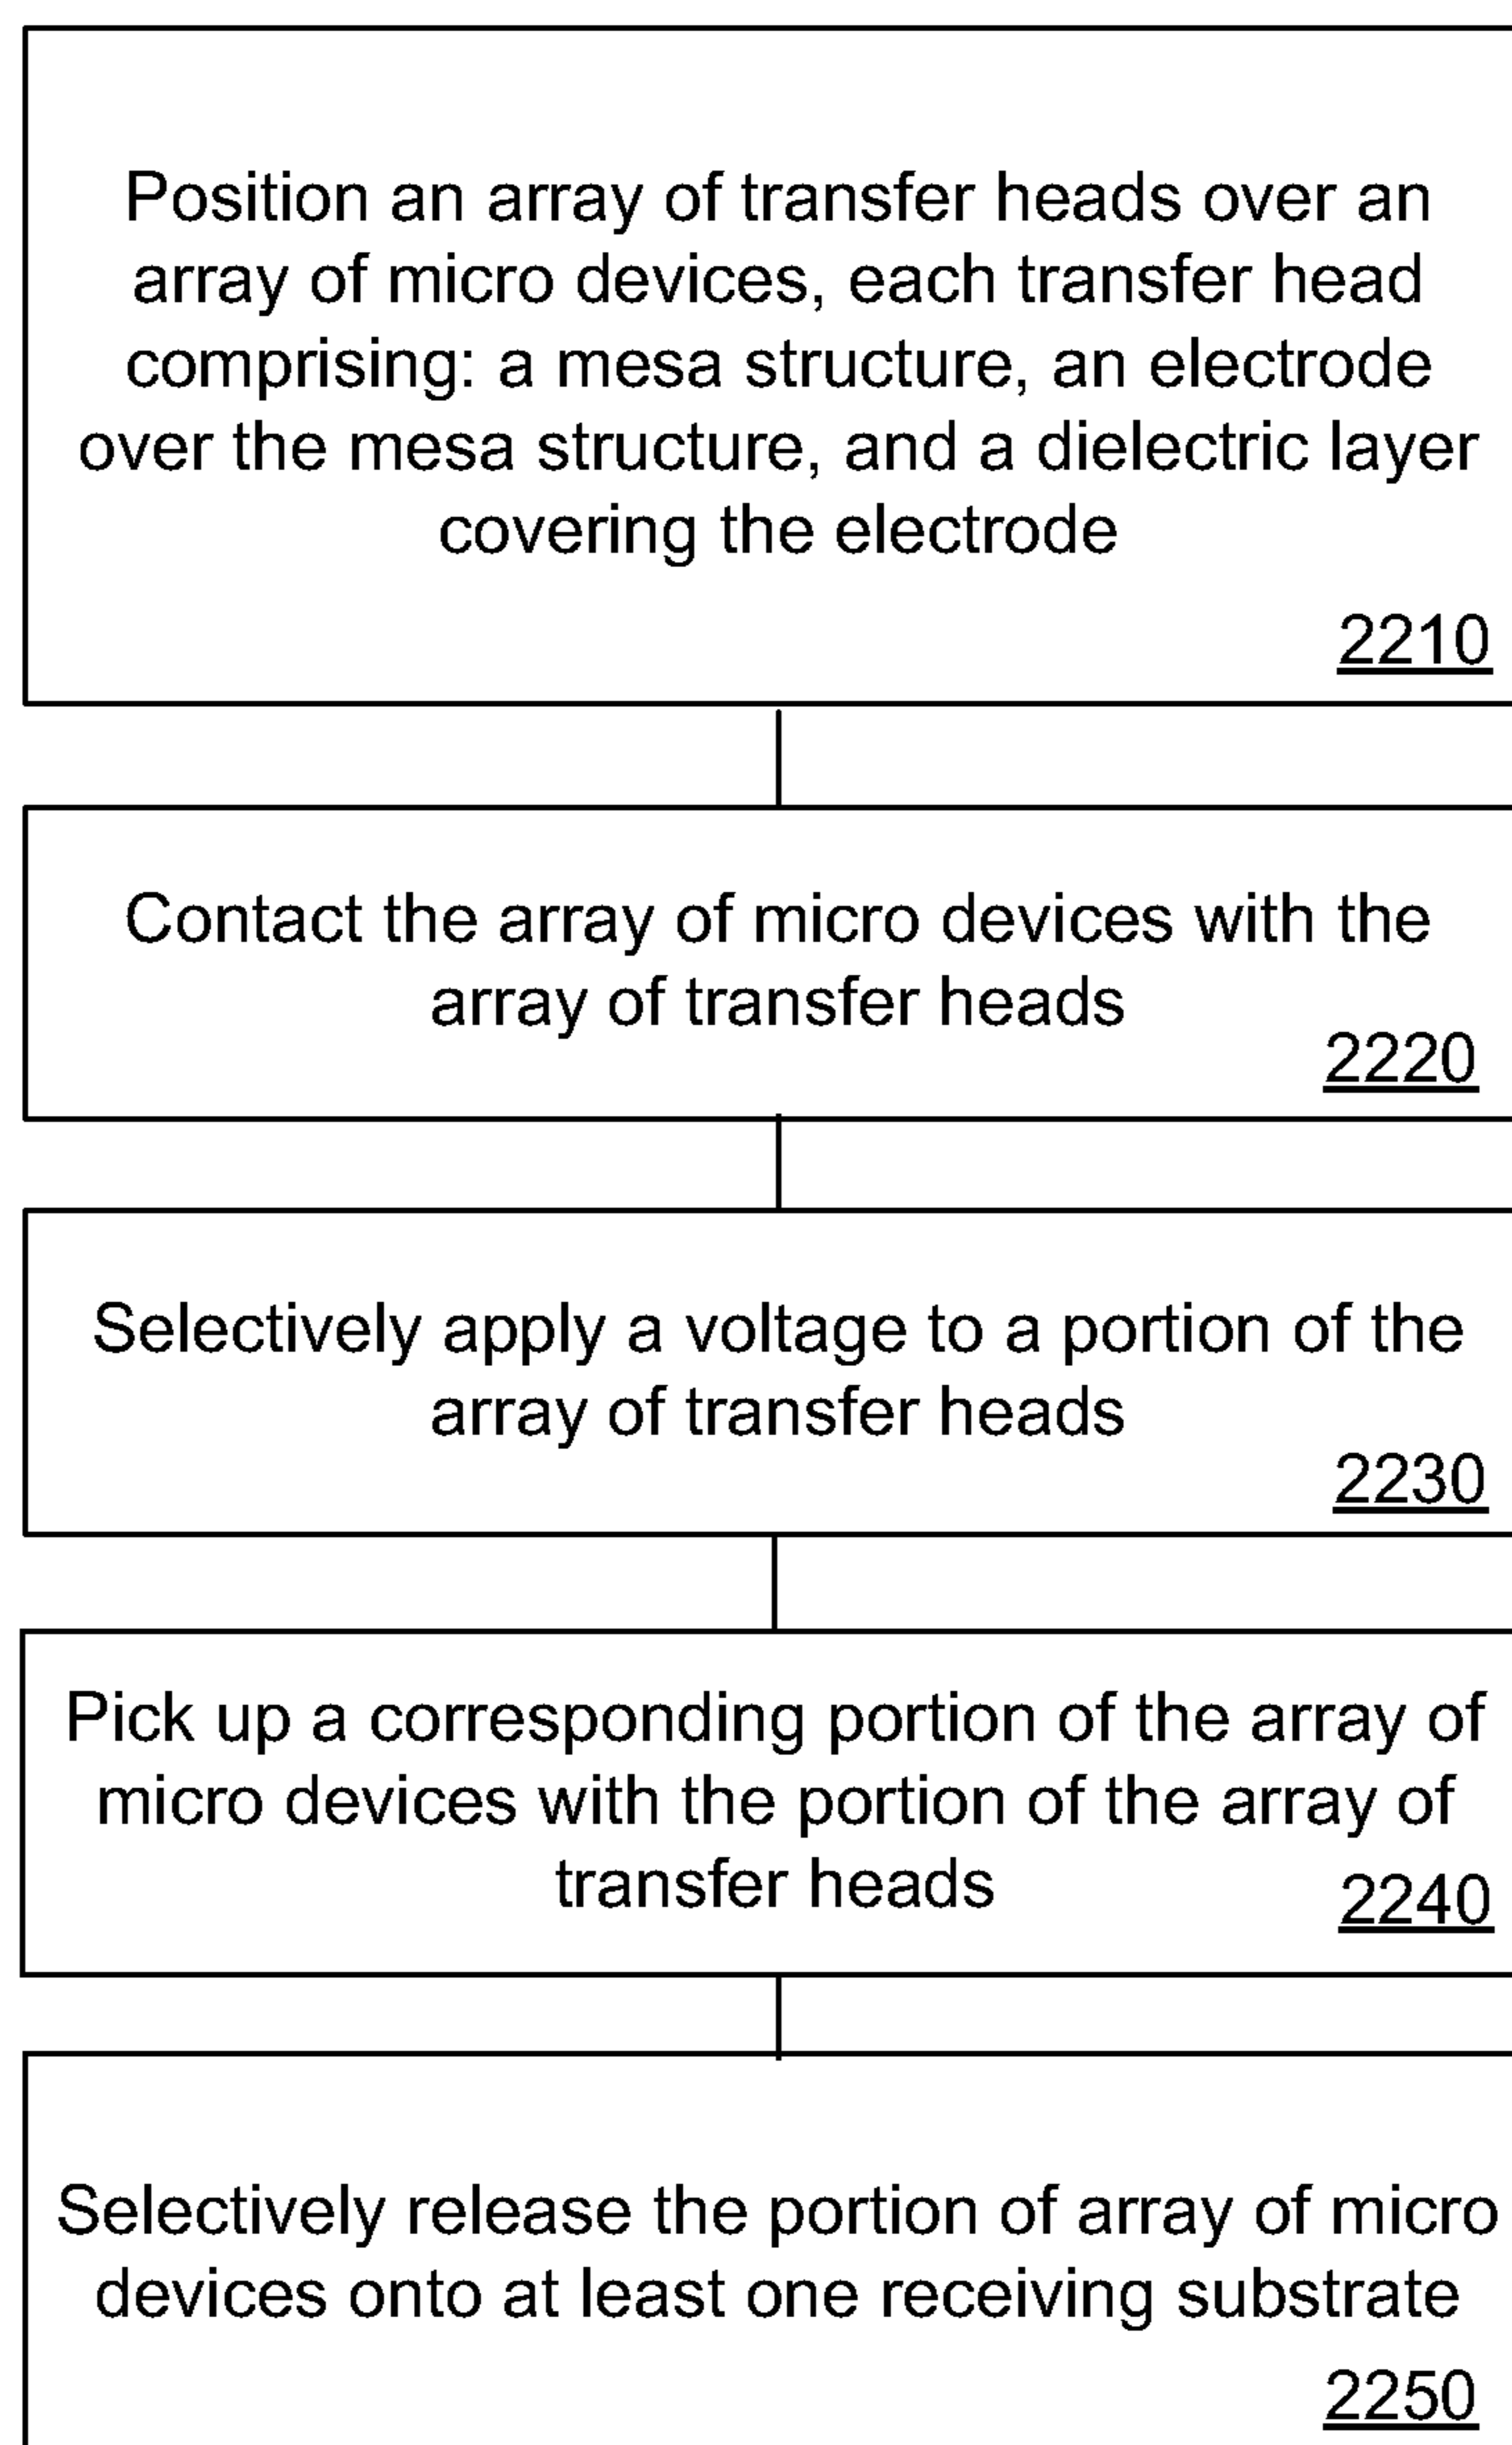 Position an array of transfer heads over an
array of micro devices, each transfer head
comprising: a mesa structure, an electrode
over the mesa structure, and a dielectric layer
covering the electrode
2210
Contact the array of micro devices with the
array of transfer heads
2220
Selectively apply a voltage to a portion of the
array of transfer heads
2230
Pick up a corresponding portion of the array of
micro devices with the portion of the array of
transfer heads
2240
Selectively release the portion of array of micro
devices onto at least one receiving substrate
2250